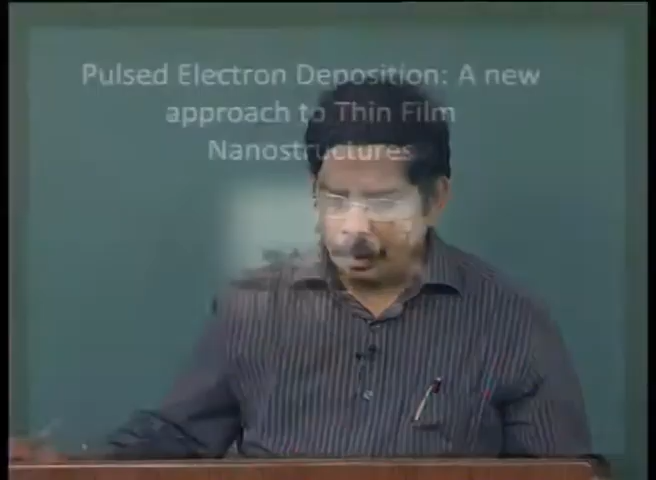 Pulsed Electron Deposition: A new
approach to Thin Film
Nanostructures